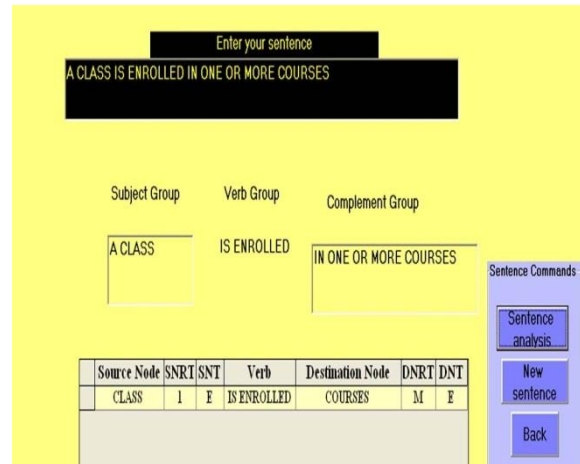 Enter your sentence
A CLASS IS ENROLLED IN ONE OR MORE COURSES
Subject Group
Verb Group
Complement Group
A CLASS
IS ENROLLED
IN ONE OR MORE COURSES
Sentence Commands
Sentence
analysis
New
sentence
Back
Source Node SNRT SNT Verb Destination Node DNRT DNT
CLASS 1 E IS ENROLLED COURSES M E